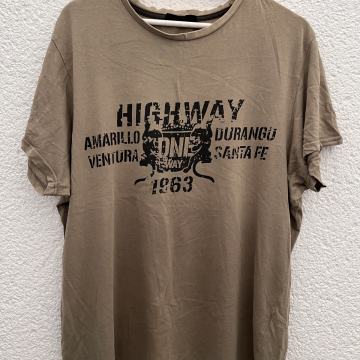 HIGHWAY
AMARILLO ONE DURANGO
VENTURA WAY SANTA FE
1963